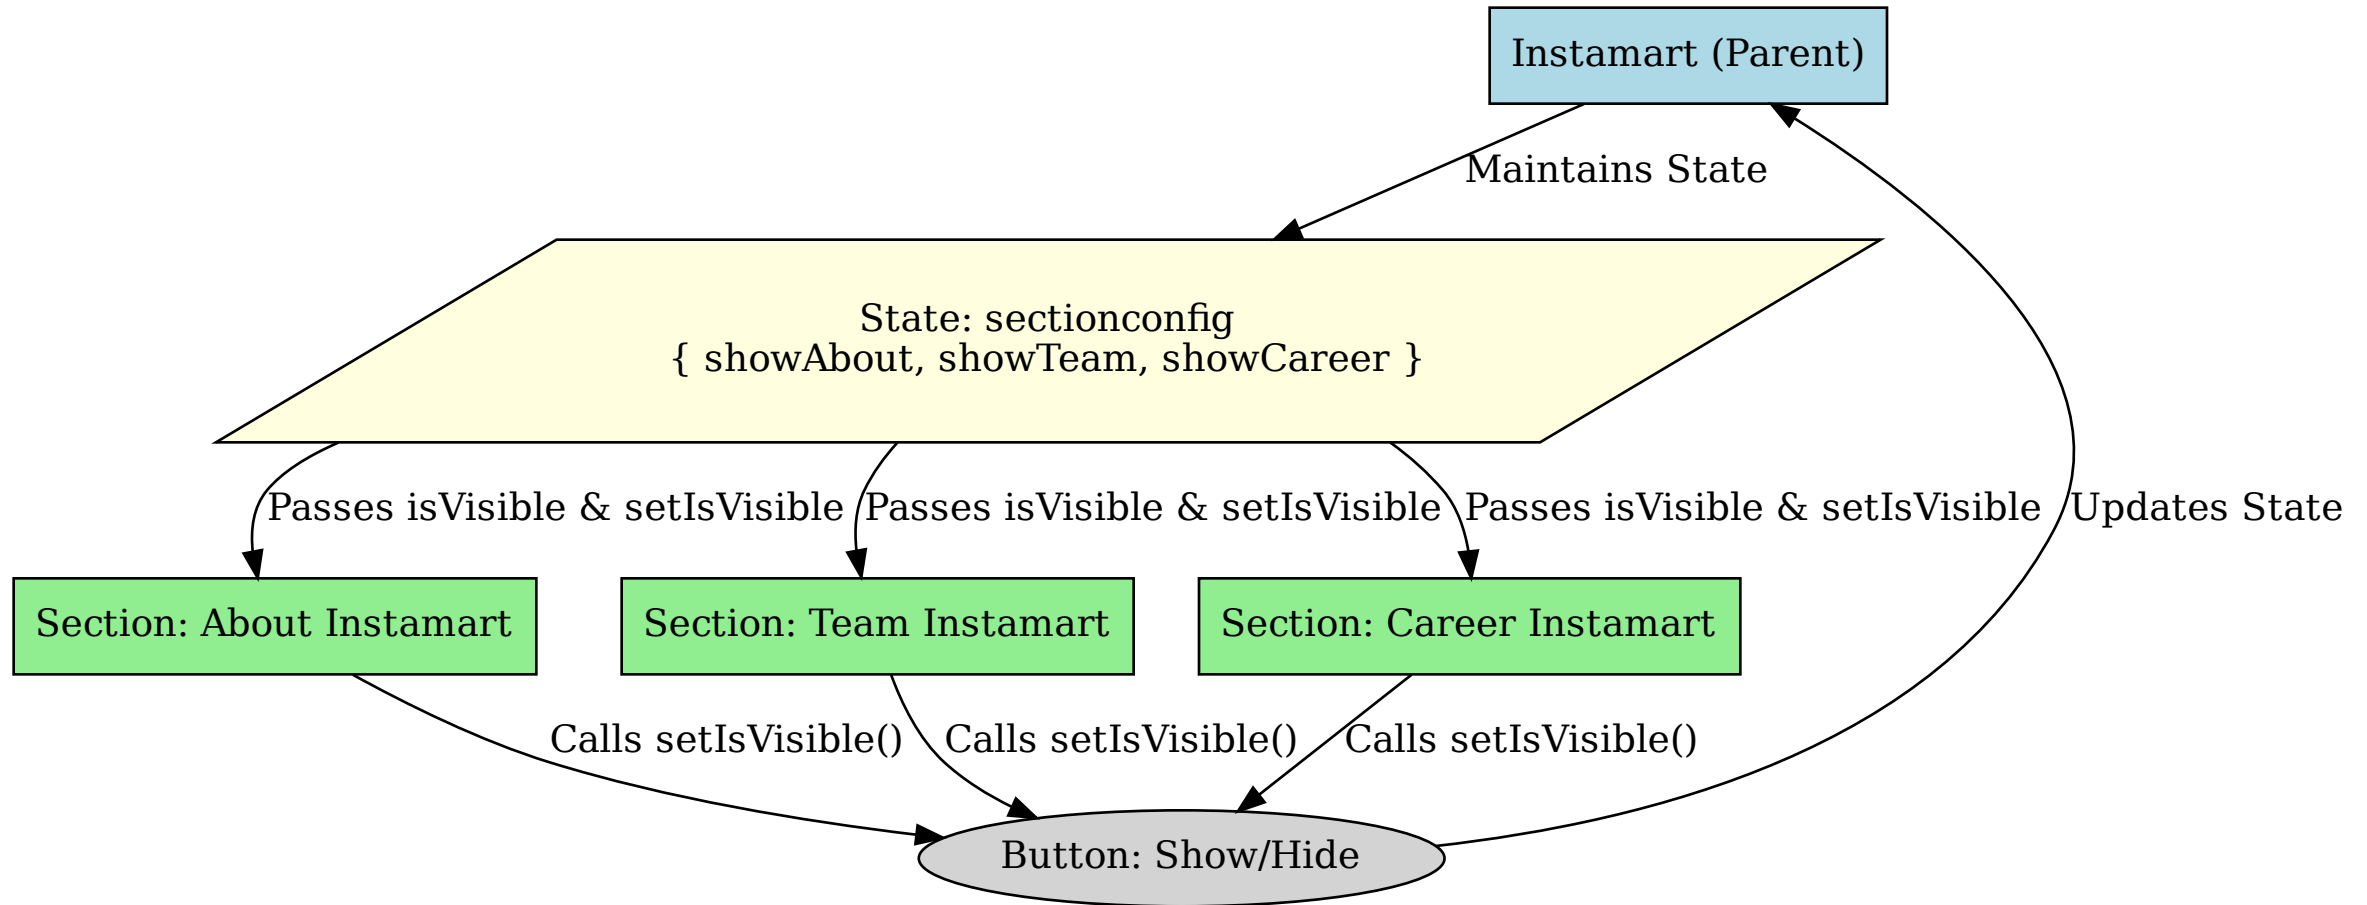 Instamart (Parent)
Maintains State
State: sectionconfig
{ showAbout, showTeam, showCareer }
Passes isVisible & setIsVisible
Passes isVisible & setIsVisible
Passes isVisible & setIsVisible
Updates State
Section: About Instamart
Section: Team Instamart
Section: Career Instamart
Calls setIsVisible()
Calls setIsVisible()
Calls setIsVisible()
Button: Show/Hide